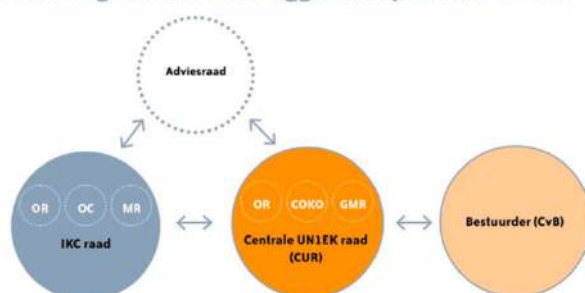 Adviesraad
OR OC MR
IKC raad
OR COKO GMR
Centrale UN1EK raad
(CUR)
Bestuurder (CvB)